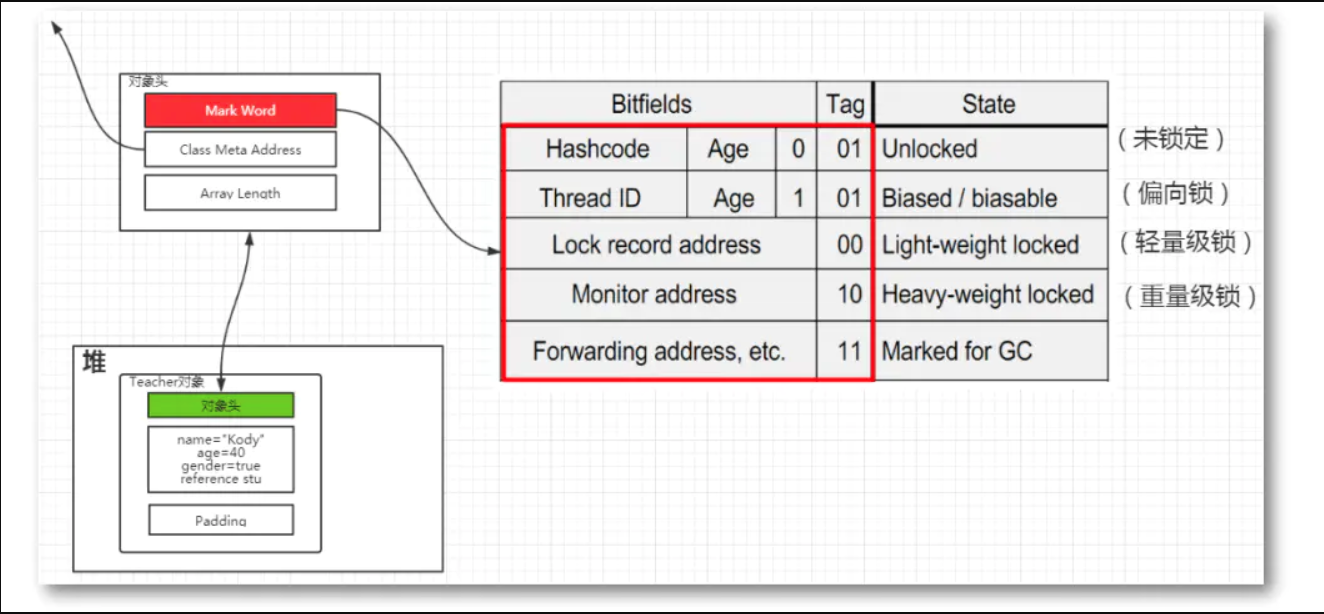 对象头
Mark Word
Class Meta Address
Array Length
堆
Teacher对象
对象头
name="Kody"
age=40
gender=true
reference stu
Padding
Bitfields Tag State
Hashcode Age 0 01 Unlocked (未锁定)
Thread ID Age 1 01 Biased / biasable (偏向锁)
Lock record address 00 Light-weight locked (轻量级锁)
Monitor address 10 Heavy-weight locked (重量级锁)
Forwarding address, etc. 11 Marked for GC